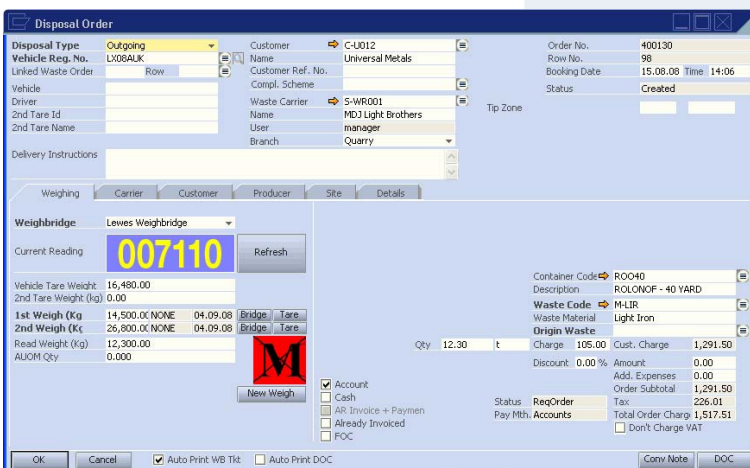 Disposal Order
Disposal Type Outgoing Customer C-U012 Order No. 400130
Vehicle Reg. No. LX08AUK Name Universal Metals Row No. 98
Linked Waste Order Row Customer Ref. No. Booking Date 15.08.08 Time 14:06
Compl. Scheme Status Created
Vehicle
Driver Waste Carrier S-WR001 Tip Zone
2nd Tare Id Name MDJ Light Brothers
2nd Tare Name User manager
Branch Quarry
Delivery Instructions
Weighing Carrier Customer Producer Site Details
Weighbridge Lewes Weighbridge
Current Reading 007110 Refresh
Container Code ROO40
Vehicle Tare Weight 16,480.00 Description ROLONOF - 40 YARD
2nd Tare Weight (kg) 0.00 Waste Code M-LIR
1st Weigh (Kg 14,500.0( NONE 04.09.08 Bridge Tare Waste Material Light Iron
2nd Weigh (Kç 26,800.0( NONE 04.09.08 Bridge Tare Origin Waste
Read Weight (Kg) 12,300.00 Qty 12.30 t Charge 105.00 Cust. Charge 1,291.50
AUOM Qty 0.000 M Discount 0.00 % Amount 0.00
Add. Expenses 0.00
Account Order Subtotal 1,291.50
New Weigh Cash Status ReqOrder Tax 226.01
AR Invoice + Paymen Pay Mth. Accounts Total Order Chargi 1,517.51
Already Invoiced Don't Charge VAT
FOC
OK Cancel Auto Print WB Tkt Auto Print DOC Conv Note DOC